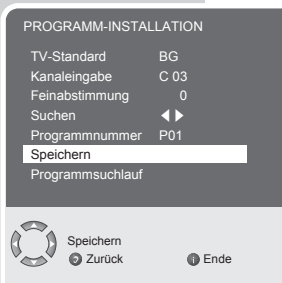 PROGRAMM-INSTALLATION
TV-Standard BG
Kanaleingabe C 03
Feinabstimmung 0
Suchen
Programmnummer P01
Speichern
Programmsuchlauf
Speichern
Zurück Ende